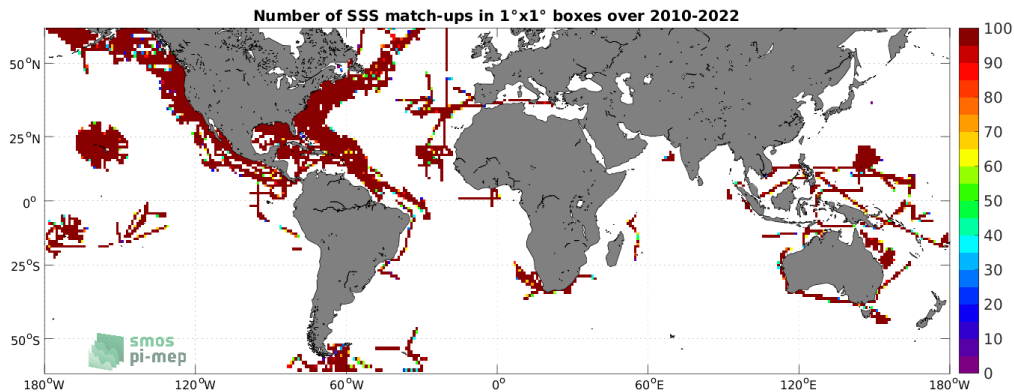 Number of SSS match-ups in 1°x1° boxes over 2010-2022
100
90
80
70
60
50
40
30
20
10
0
50°N
25°N
0°
25°S
50°S
180°W
120°W
60°W
0°
60°E
120°E
180°E
smos
pi-mep